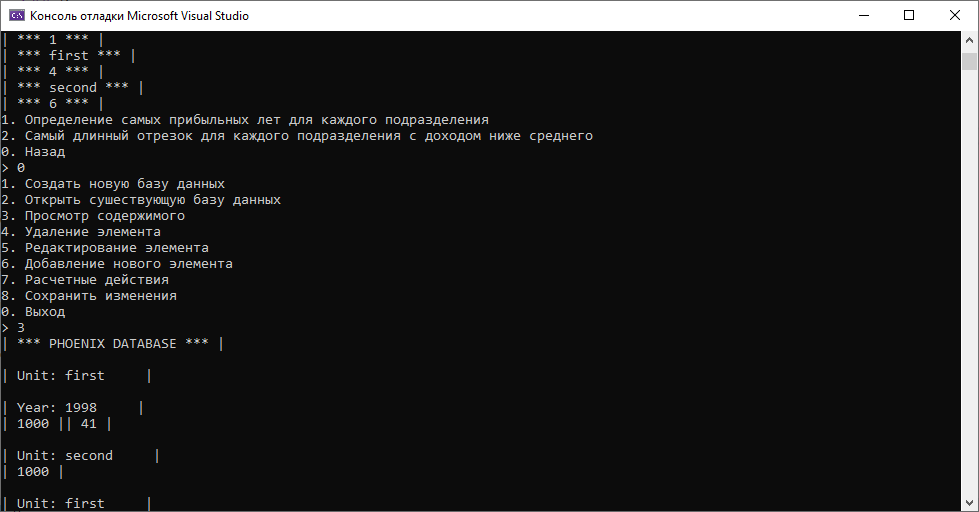 Консоль отладки Microsoft Visual Studio
| *** 1 *** |
| *** first *** |
| *** 4 *** |
| *** second *** |
| *** 6 *** |
1. Определение самых прибыльных лет для каждого подразделения
2. Самый длинный отрезок для каждого подразделения с доходом ниже среднего
0. Назад
> 0
1. Создать новую базу данных
2. Открыть сушествующую базу данных
3. Просмотр содержимого
4. Удаление элемента
5. Редактирование элемента
6. Добавление нового элемента
7. Расчетные действия
8. Сохранить изменения
0. Выход
> 3
| *** PHOENIX DATABASE *** |
| Unit: first     |
| Year: 1998     |
| 1000 || 41 |
| Unit: second     |
| 1000 |
| Unit: first     |